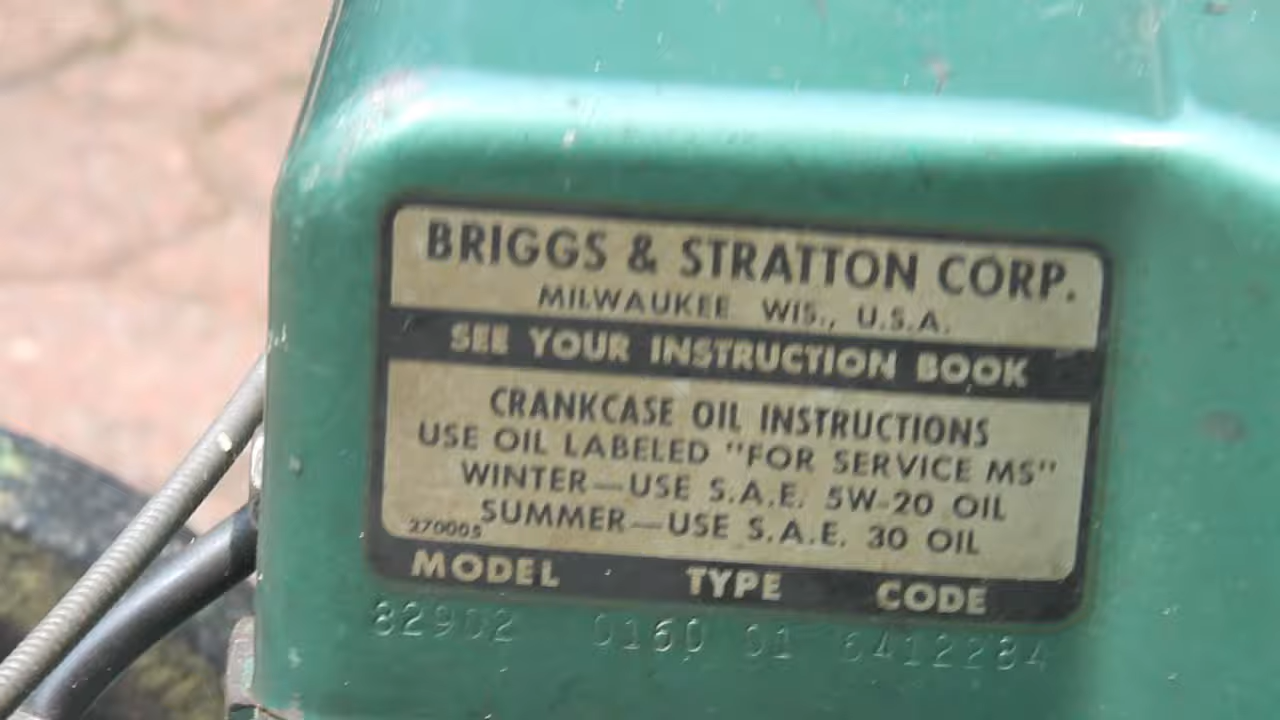 BRIGGS & STRATTON CORP.
MILWAUKEE WIS., U.S.A.
SEE YOUR INSTRUCTION BOOK
CRANKCASE OIL INSTRUCTIONS
USE OIL LABELED "FOR SERVICE MS"
WINTER—USE S.A.E. 5W-20 OIL
SUMMER—USE S.A.E. 30 OIL
270005
MODEL TYPE CODE
82902 0160 01 6412284